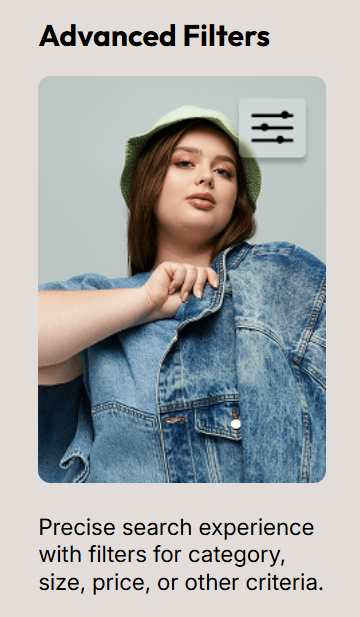 Advanced Filters
Precise search experience
with filters for category,
size, price, or other criteria.